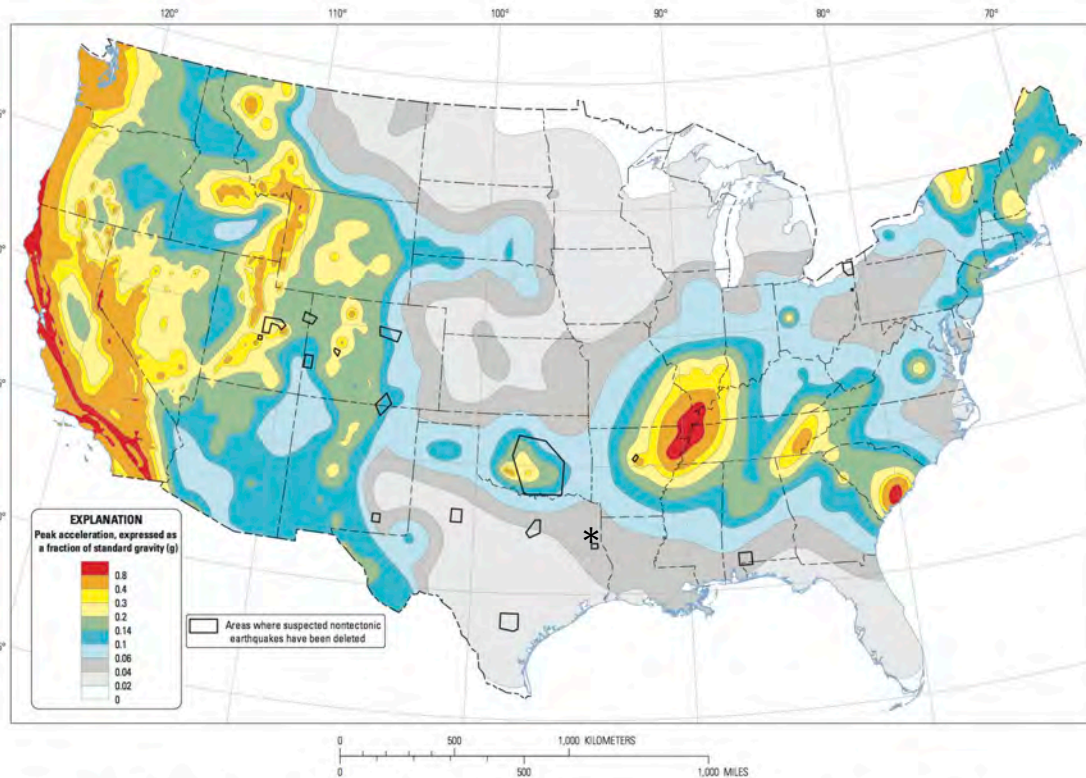 120° 110° 100° 90° 80° 70°
EXPLANATION
Peak acceleration, expressed as
a fraction of standard gravity (g)
0.8
0.4
0.3
0.2
0.14
0.1
0.06
0.04
0.02
0
Areas where suspected nontectonic
earthquakes have been deleted
*
0 500 1,000 KILOMETERS
0 500 1,000 MILES